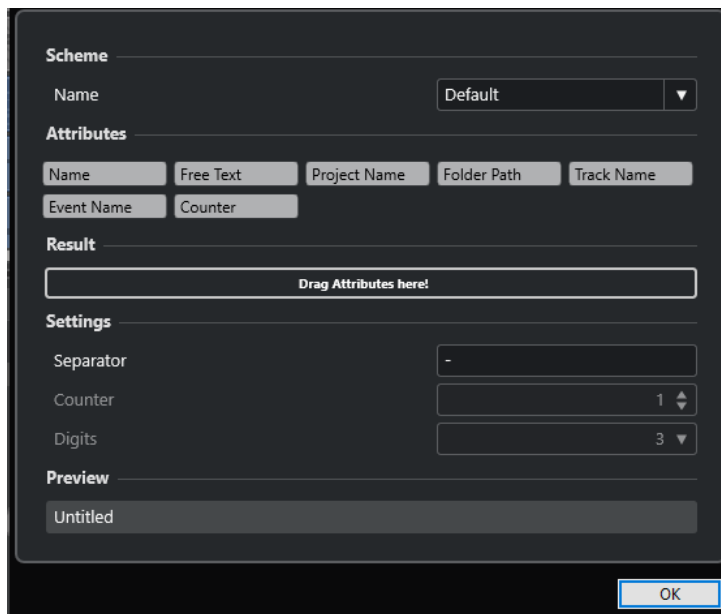 Scheme
Name Default
Attributes
Name Free Text Project Name Folder Path Track Name
Event Name Counter
Result
Drag Attributes here!
Settings
Separator -
Counter 1
Digits 3
Preview
Untitled
OK